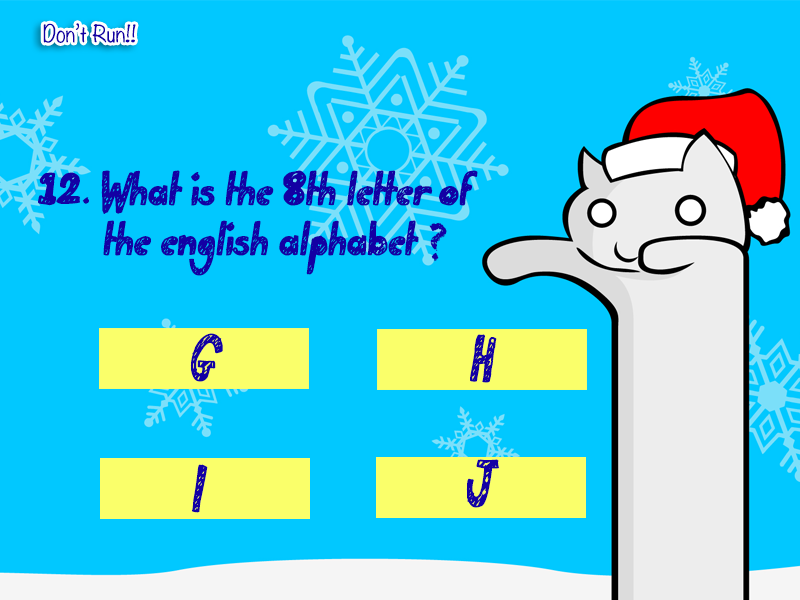 Don't Run!!
12. What is the 8th letter of
the english alphabet ?
G
H
I
J